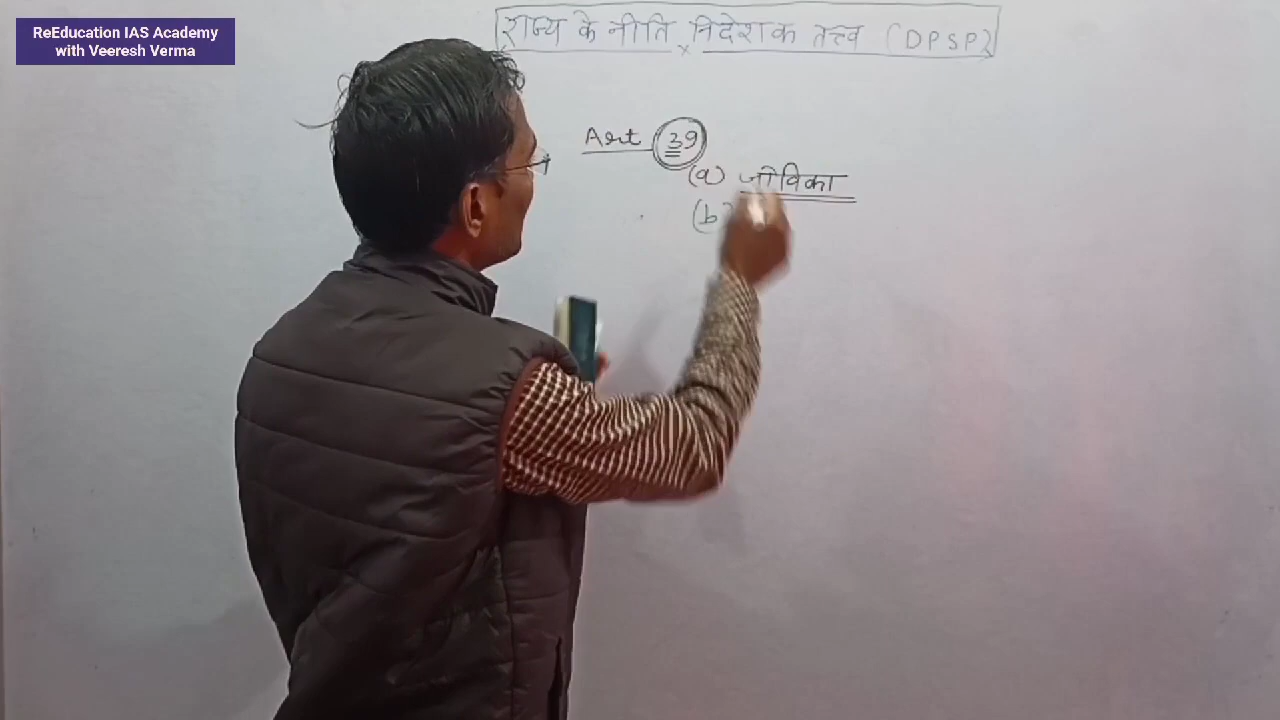 ReEducation IAS Academy
with Veeresh Verma
राज्य के नीति निदेशक तत्त्व (DPSP)
Art 39
(a) जीविका
(b)